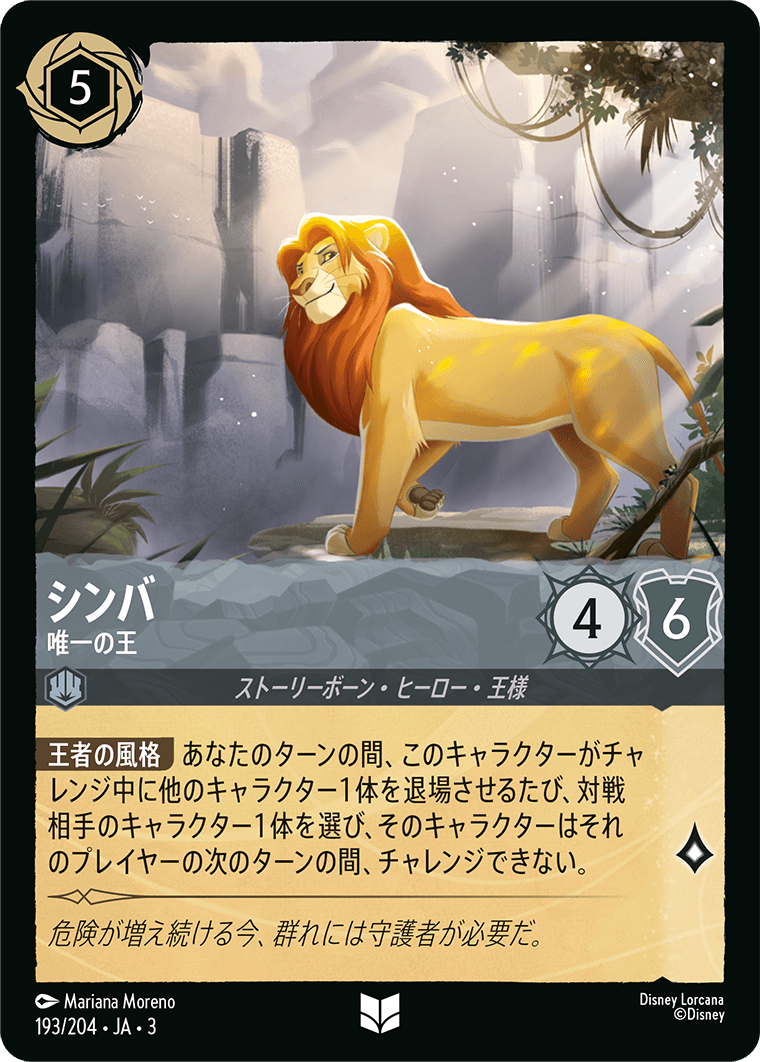 5
シンバ
唯一の王
4
6
ストーリーボーン・ヒーロー・王様
王者の風格 あなたのターンの間、このキャラクターがチャ
レンジ中に他のキャラクター1体を退場させるたび、対戦
相手のキャラクター1体を選び、そのキャラクターはそれ
のプレイヤーの次のターンの間、チャレンジできない。
危険が増え続ける今、群れには守護者が必要だ。
Mariana Moreno
193/204・JA・3
Disney Lorcana
©Disney